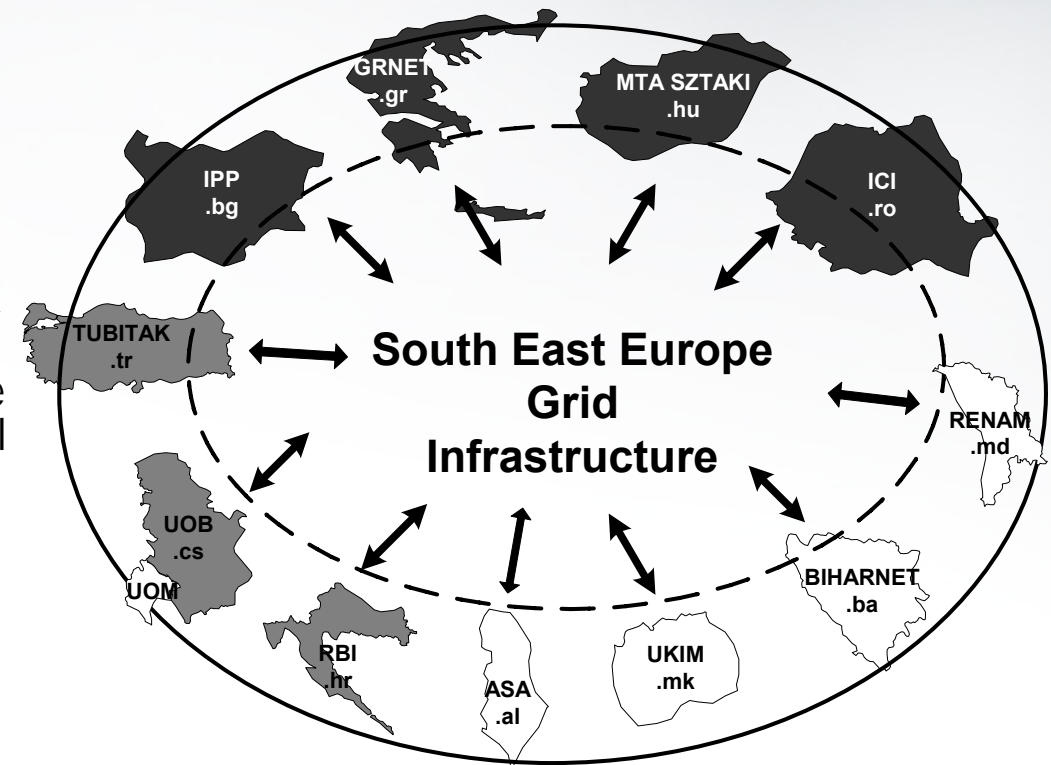 GRNET
.gr
MTA SZTAKI
.hu
IPP
.bg
ICI
.ro
TUBITAK
.tr
South East Europe
Grid
Infrastructure
RENAM
.md
UOB
.cs
UOM
BIHARNET
.ba
RBI
.hr
ASA
.al
UKIM
.mk